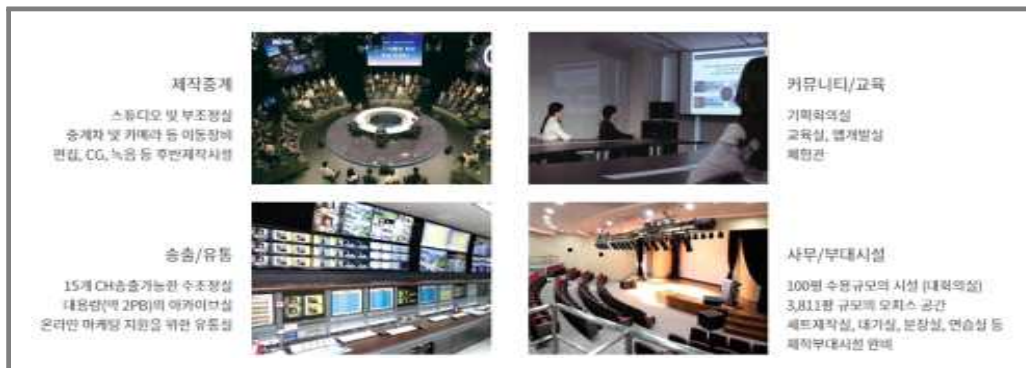 제작중계
스튜디오 및 부조정실
중계차 및 카메라 등 이동장비
편집, CG, 녹음 등 후반제작시설
커뮤니티/교육
기획회의실
교육실, 앱개발실
체험관
송출/유통
15개 CH송출가능한 주조정실
대용량(약 2PB)의 아카이브실
온라인 마케팅 지원을 위한 유통실
사무/부대시설
100평 수용규모의 시설 (대회의실)
3,811평 규모의 오피스 공간
세트제작실, 대기실, 분장실, 연습실 등
제작부대시설 완비